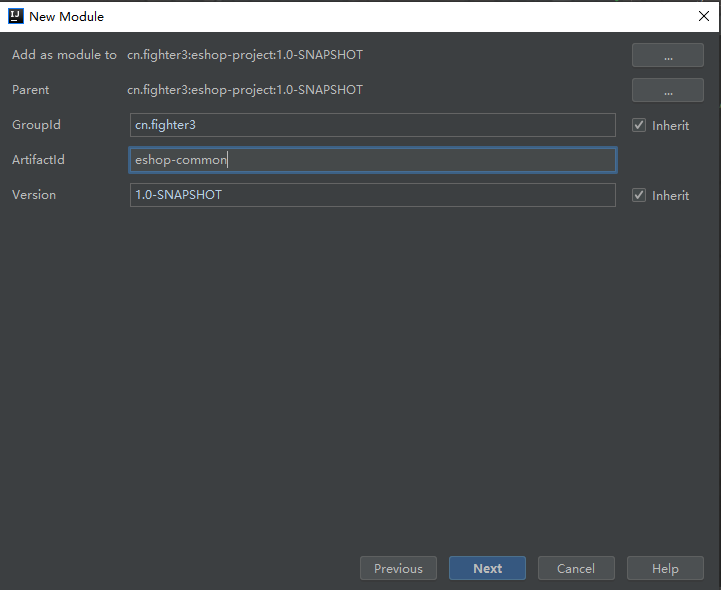 New Module
Add as module to cn.fighter3:eshop-project:1.0-SNAPSHOT ...
Parent cn.fighter3:eshop-project:1.0-SNAPSHOT ...
GroupId cn.fighter3 Inherit
ArtifactId eshop-common
Version 1.0-SNAPSHOT Inherit
Previous Next Cancel Help